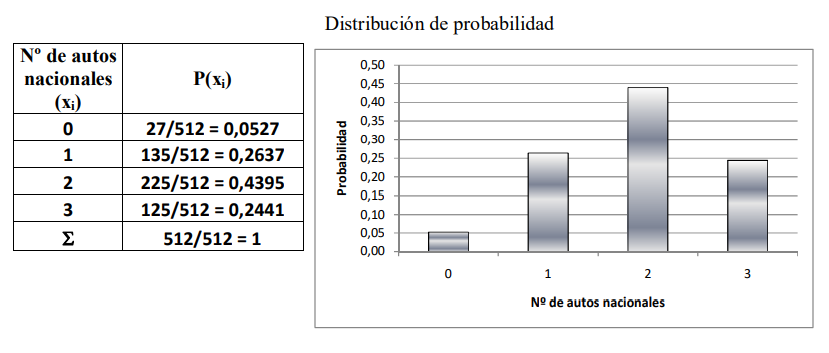 Distribución de probabilidad
Nº de autos
nacionales
(xi)
P(xi)
0
27/512 = 0,0527
1
135/512 = 0,2637
2
225/512 = 0,4395
3
125/512 = 0,2441
Σ
512/512 = 1
Probabilidad
0,50
0,45
0,40
0,35
0,30
0,25
0,20
0,15
0,10
0,05
0,00
0 1 2 3
Nº de autos nacionales